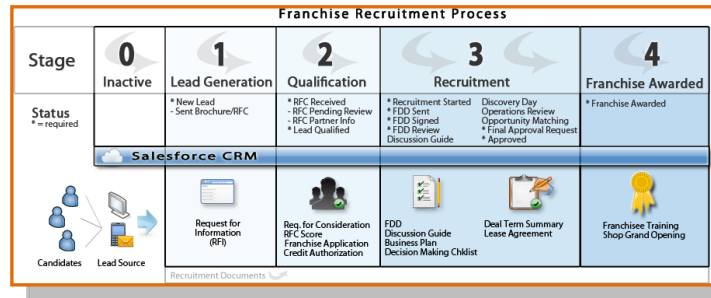 Franchise Recruitment Process
Stage
0
Inactive
1
Lead Generation
2
Qualification
3
Recruitment
4
Franchise Awarded
Status
* = required
* New Lead
- Sent Brochure/RFC
* RFC Received
- RFC Pending Review
- RFC Partner Info
* Lead Qualified
* Recruitment Started
* FDD Sent
* FDD Signed
* FDD Review
Discussion Guide
Discovery Day
Operations Review
Opportunity Matching
* Final Approval Request
* Approved
* Franchise Awarded
Salesforce CRM
Candidates
Lead Source
Request for
Information
(RFI)
Req. for Consideration
RFC Score
Franchise Application
Credit Authorization
FDD
Discussion Guide
Business Plan
Decision Making Chklist
Deal Term Summary
Lease Agreement
Franchisee Training
Shop Grand Opening
Recruitment Documents